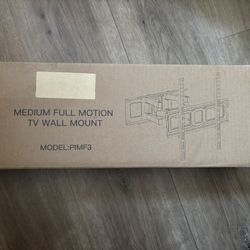 MEDIUM FULL MOTION
TV WALL MOUNT
MODEL:PIMF3